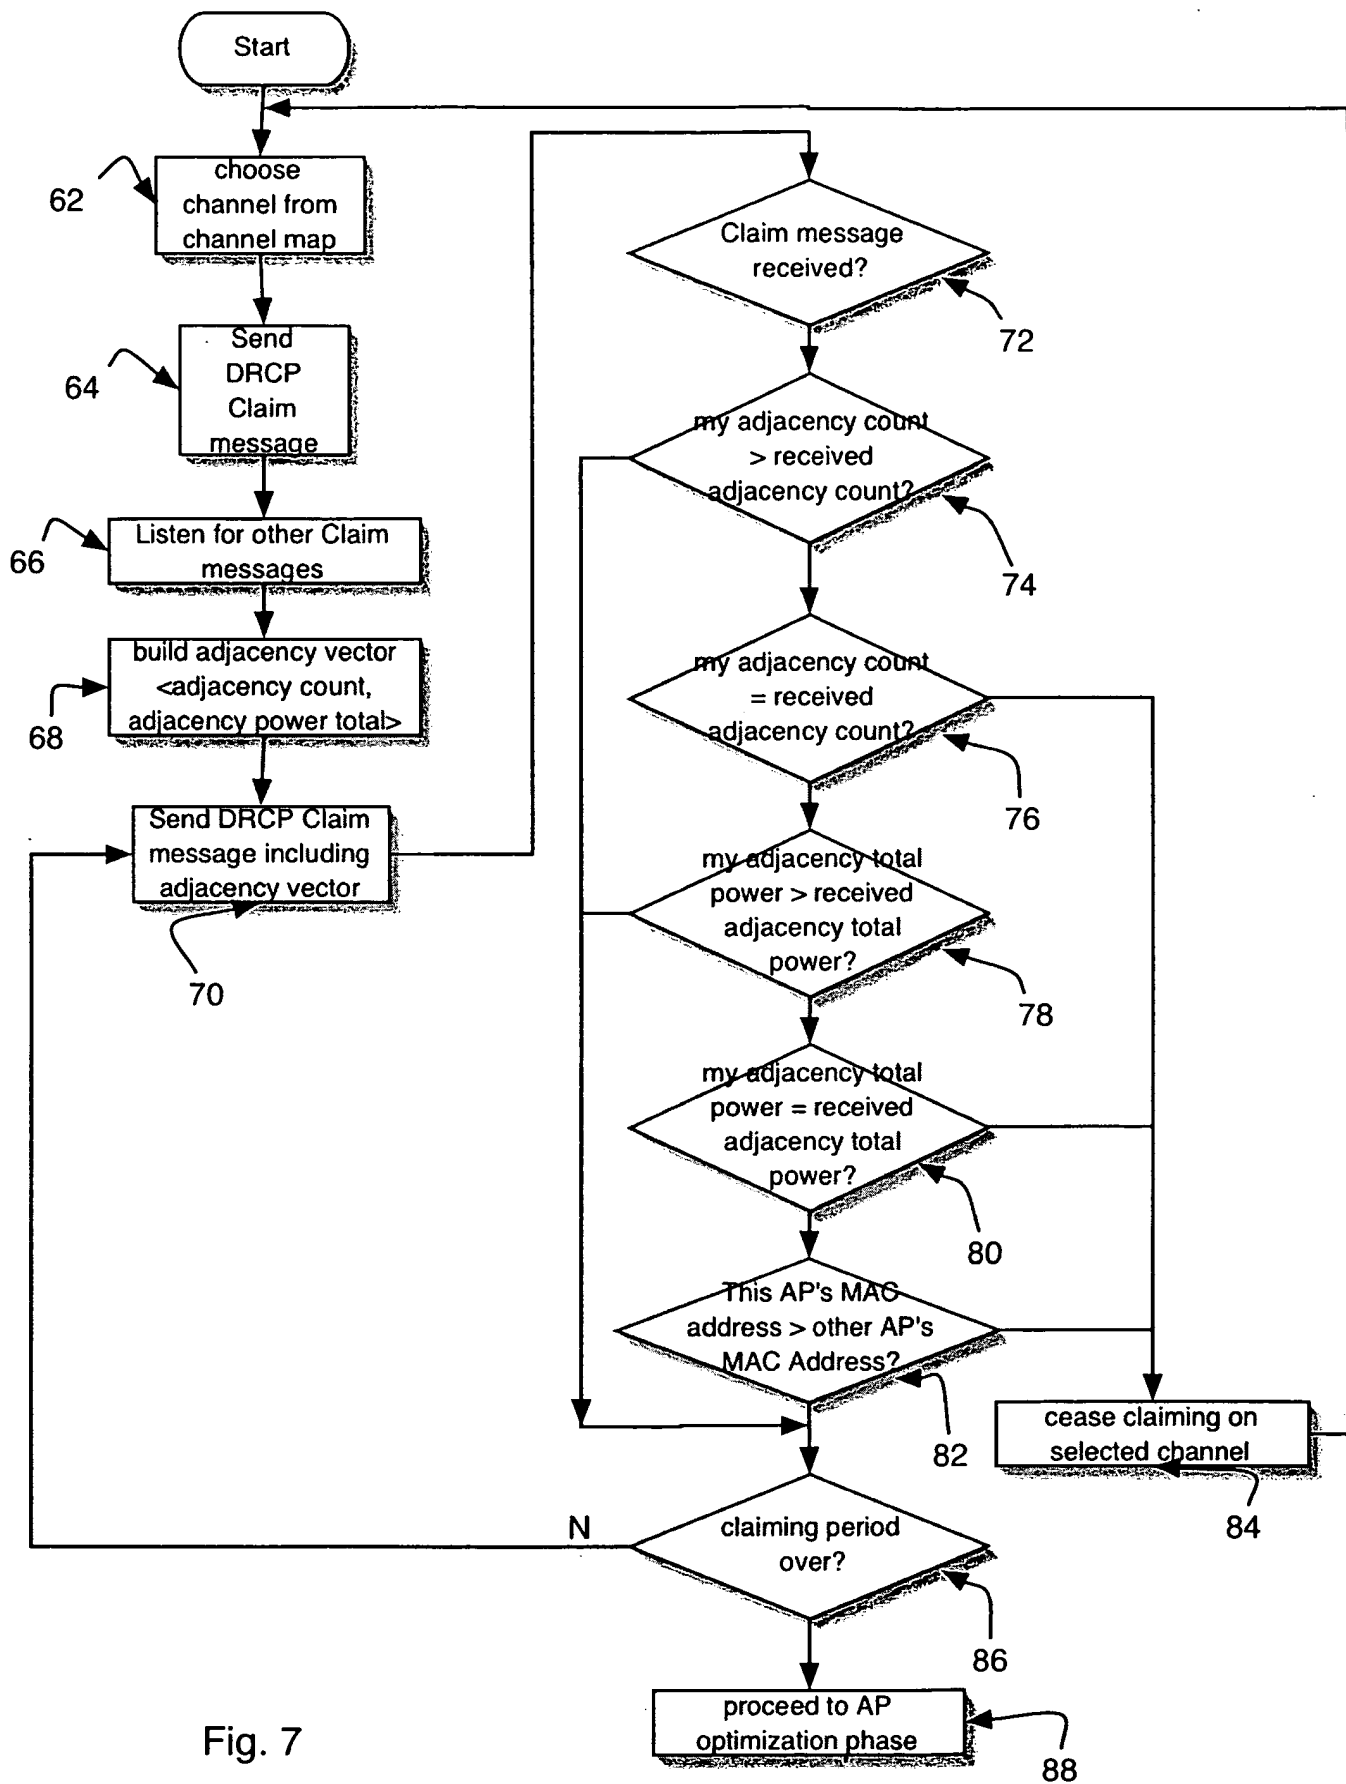 Start
choose
channel from
channel map
62
Send
DRCP
Claim
message
64
Listen for other Claim
messages
66
build adjacency vector
<adjacency count,
adjacency power total>
68
Send DRCP Claim
message including
adjacency vector
70
Claim message
received?
72
my adjacency count
> received
adjacency count?
74
my adjacency count
= received
adjacency count?
76
my adjacency total
power > received
adjacency total
power?
78
my adjacency total
power = received
adjacency total
power?
80
This AP's MAC
address > other AP's
MAC Address?
82
cease claiming on
selected channel
84
claiming period
over?
N
86
proceed to AP
optimization phase
88
Fig. 7